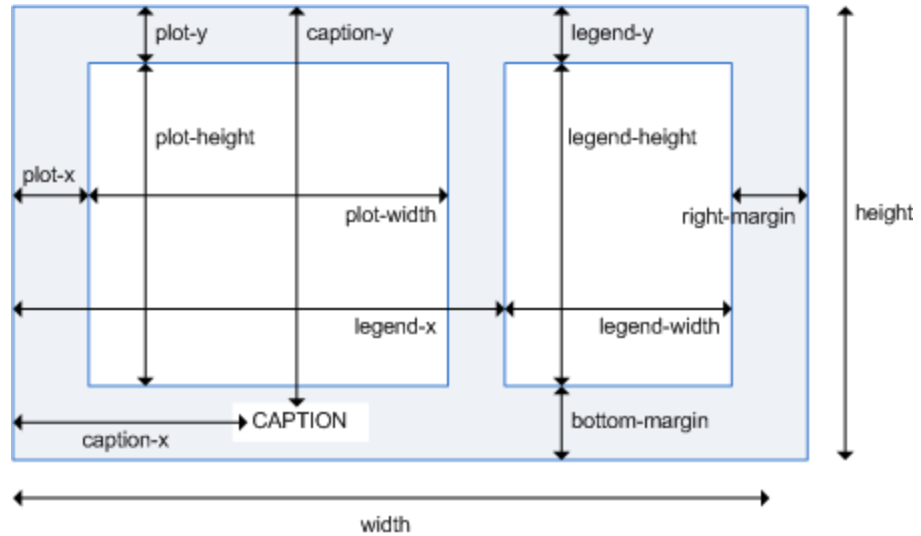 plot-y
caption-y
legend-y
plot-height
legend-height
plot-x
plot-width
right-margin
height
legend-x
legend-width
CAPTION
bottom-margin
caption-x
width